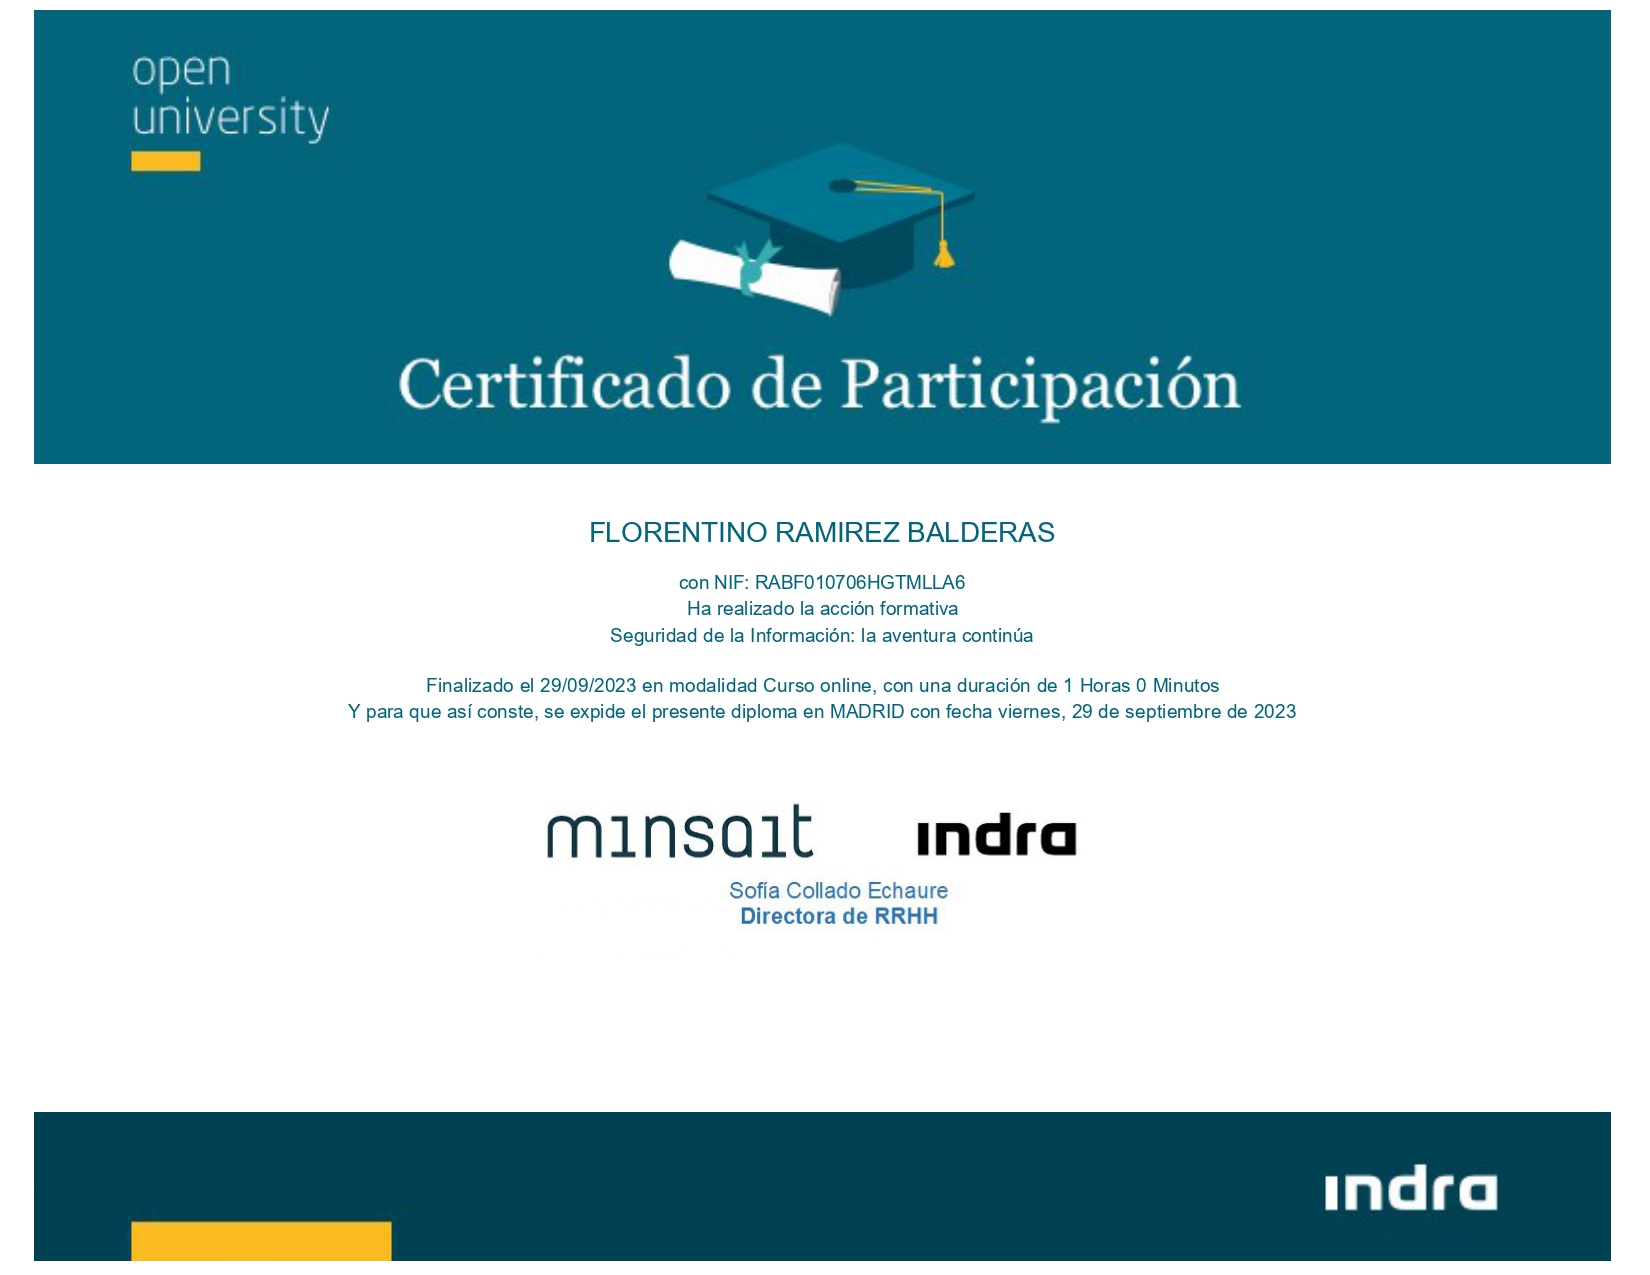 open
university
Certificado de Participación
FLORENTINO RAMIREZ BALDERAS
con NIF: RABF010706HGTMLLA6
Ha realizado la acción formativa
Seguridad de la Información: la aventura continúa
Finalizado el 29/09/2023 en modalidad Curso online, con una duración de 1 Horas 0 Minutos
Y para que así conste, se expide el presente diploma en MADRID con fecha viernes, 29 de septiembre de 2023
minsait indra
Sofía Collado Echaure
Directora de RRHH
indra